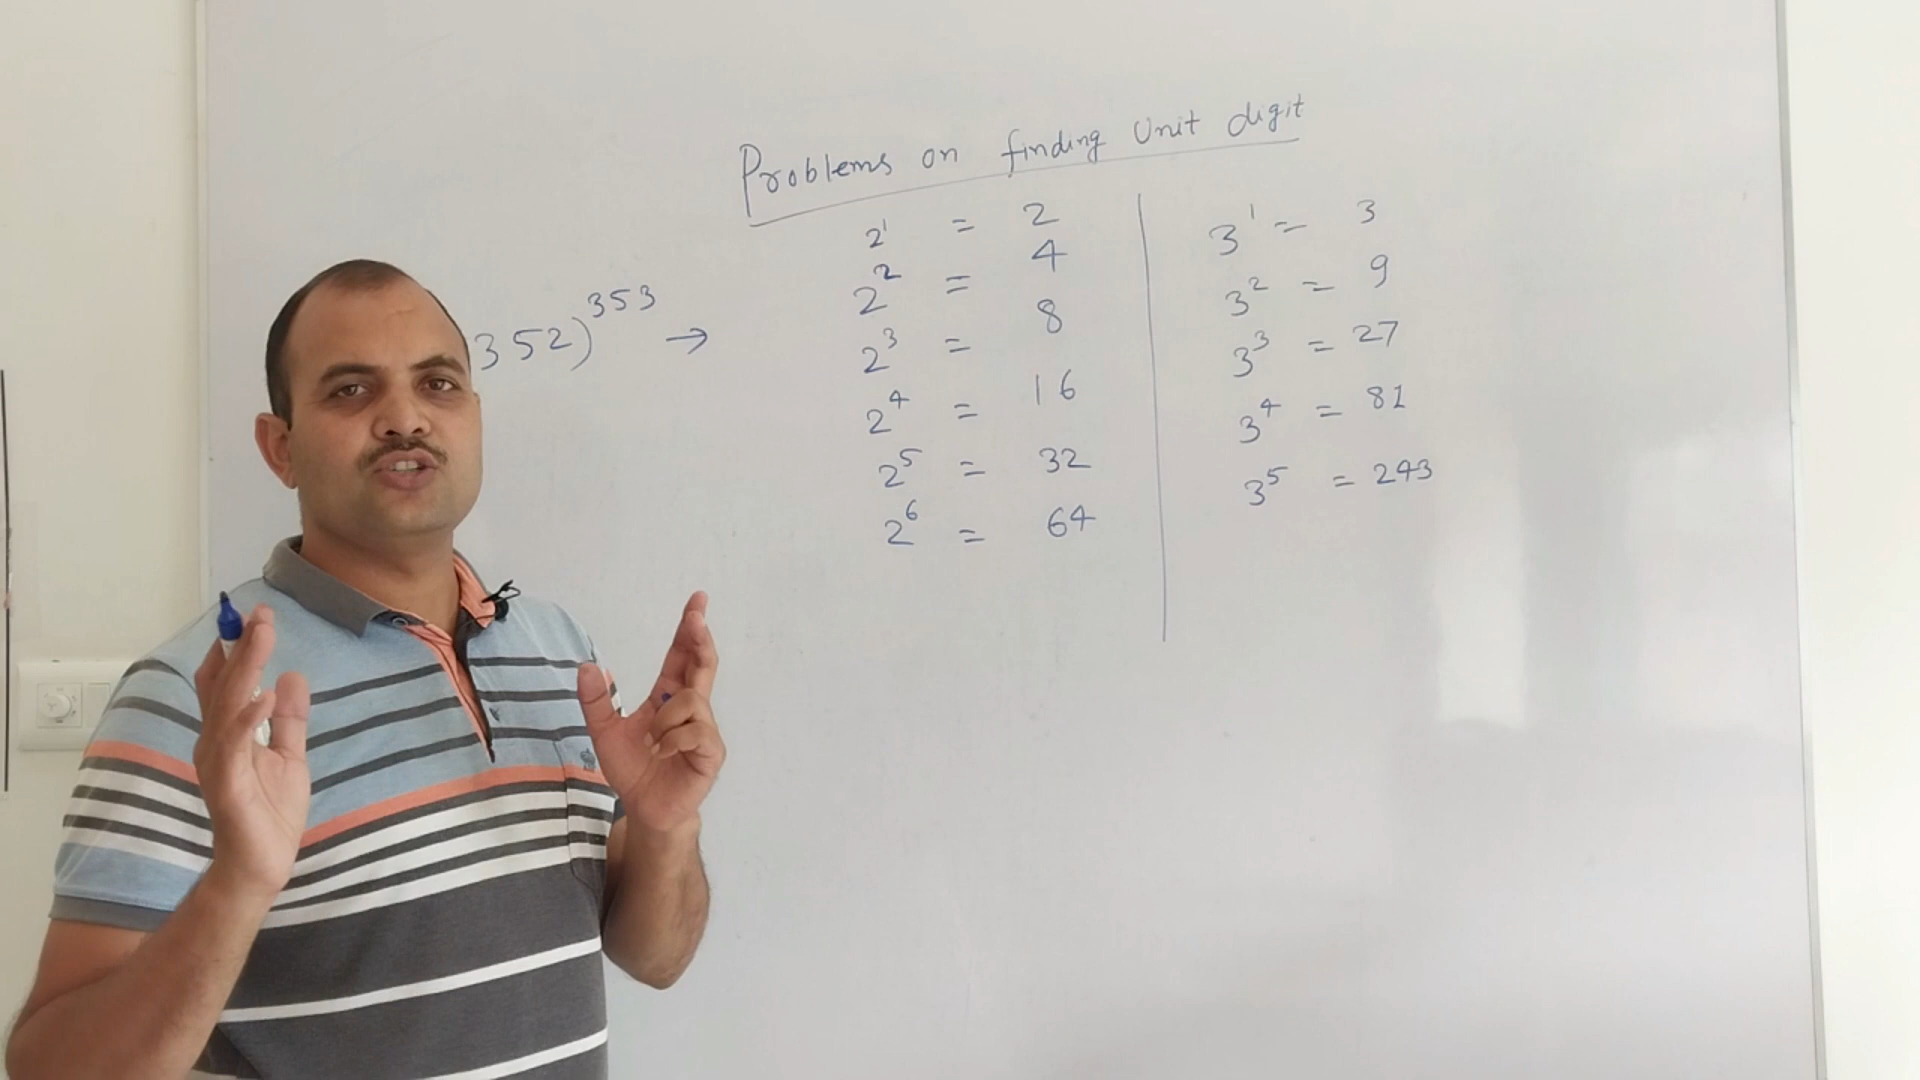 Problems on finding Unit digit
352)^353 →
2^1 = 2
2^2 = 4
2^3 = 8
2^4 = 16
2^5 = 32
2^6 = 64
3^1 = 3
3^2 = 9
3^3 = 27
3^4 = 81
3^5 = 243